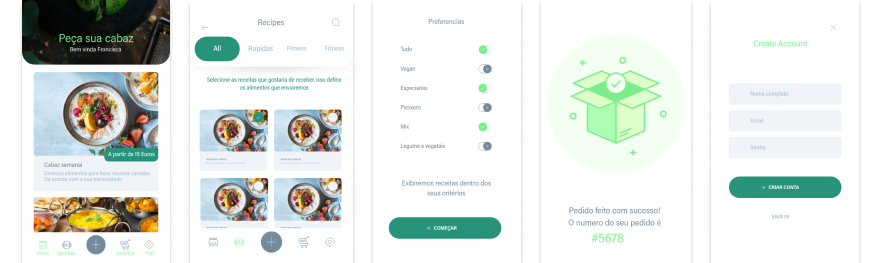 Peça sua cabaz
Bem vinda Francisca
A partir de 15 Euros
Cabaz semanal
Diversos alimentos para fazer receitas variadas
De acordo com a sua necessidade.
receitas
pedidos
Perfil
Recipes
All
Rapidas
Fitness
Fitness
Selecione as receitas que gostaria de receber, isso define
os alimentos que enviaremos
Preferencias
Tudo
Vegan
Especiarias
Pscivoro
Mix
Legume e vegetais
Exibiremos receitas dentro dos
seus critérios
→ COMEÇAR
Pedido feito com sucesso!
O numero do seu pedido é
#5678
Create Account
Nome completo
Email
Senha
→ CRIAR CONTA
SIGN IN